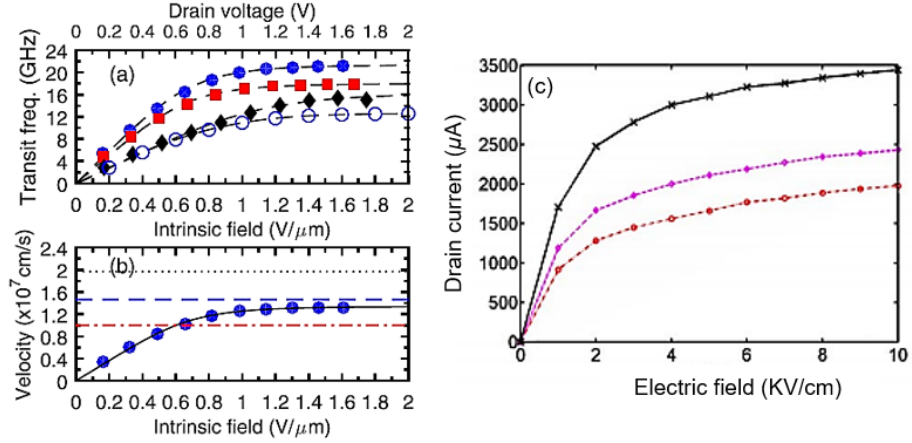 Drain voltage (V)
0 0.2 0.4 0.6 0.8 1 1.2 1.4 1.6 1.8 2
24
20
16
12
8
4
0
Transit freq. (GHz)
(a)
0 0.2 0.4 0.6 0.8 1 1.2 1.4 1.6 1.8 2
Intrinsic field (V/μm)
2.4
2
1.6
1.2
0.8
0.4
0
Velocity (x10⁷cm/s)
(b)
0 0.2 0.4 0.6 0.8 1 1.2 1.4 1.6 1.8 2
Intrinsic field (V/μm)
3500
3000
2500
2000
1500
1000
500
0
Drain current (μA)
(c)
0 2 4 6 8 10
Electric field (KV/cm)